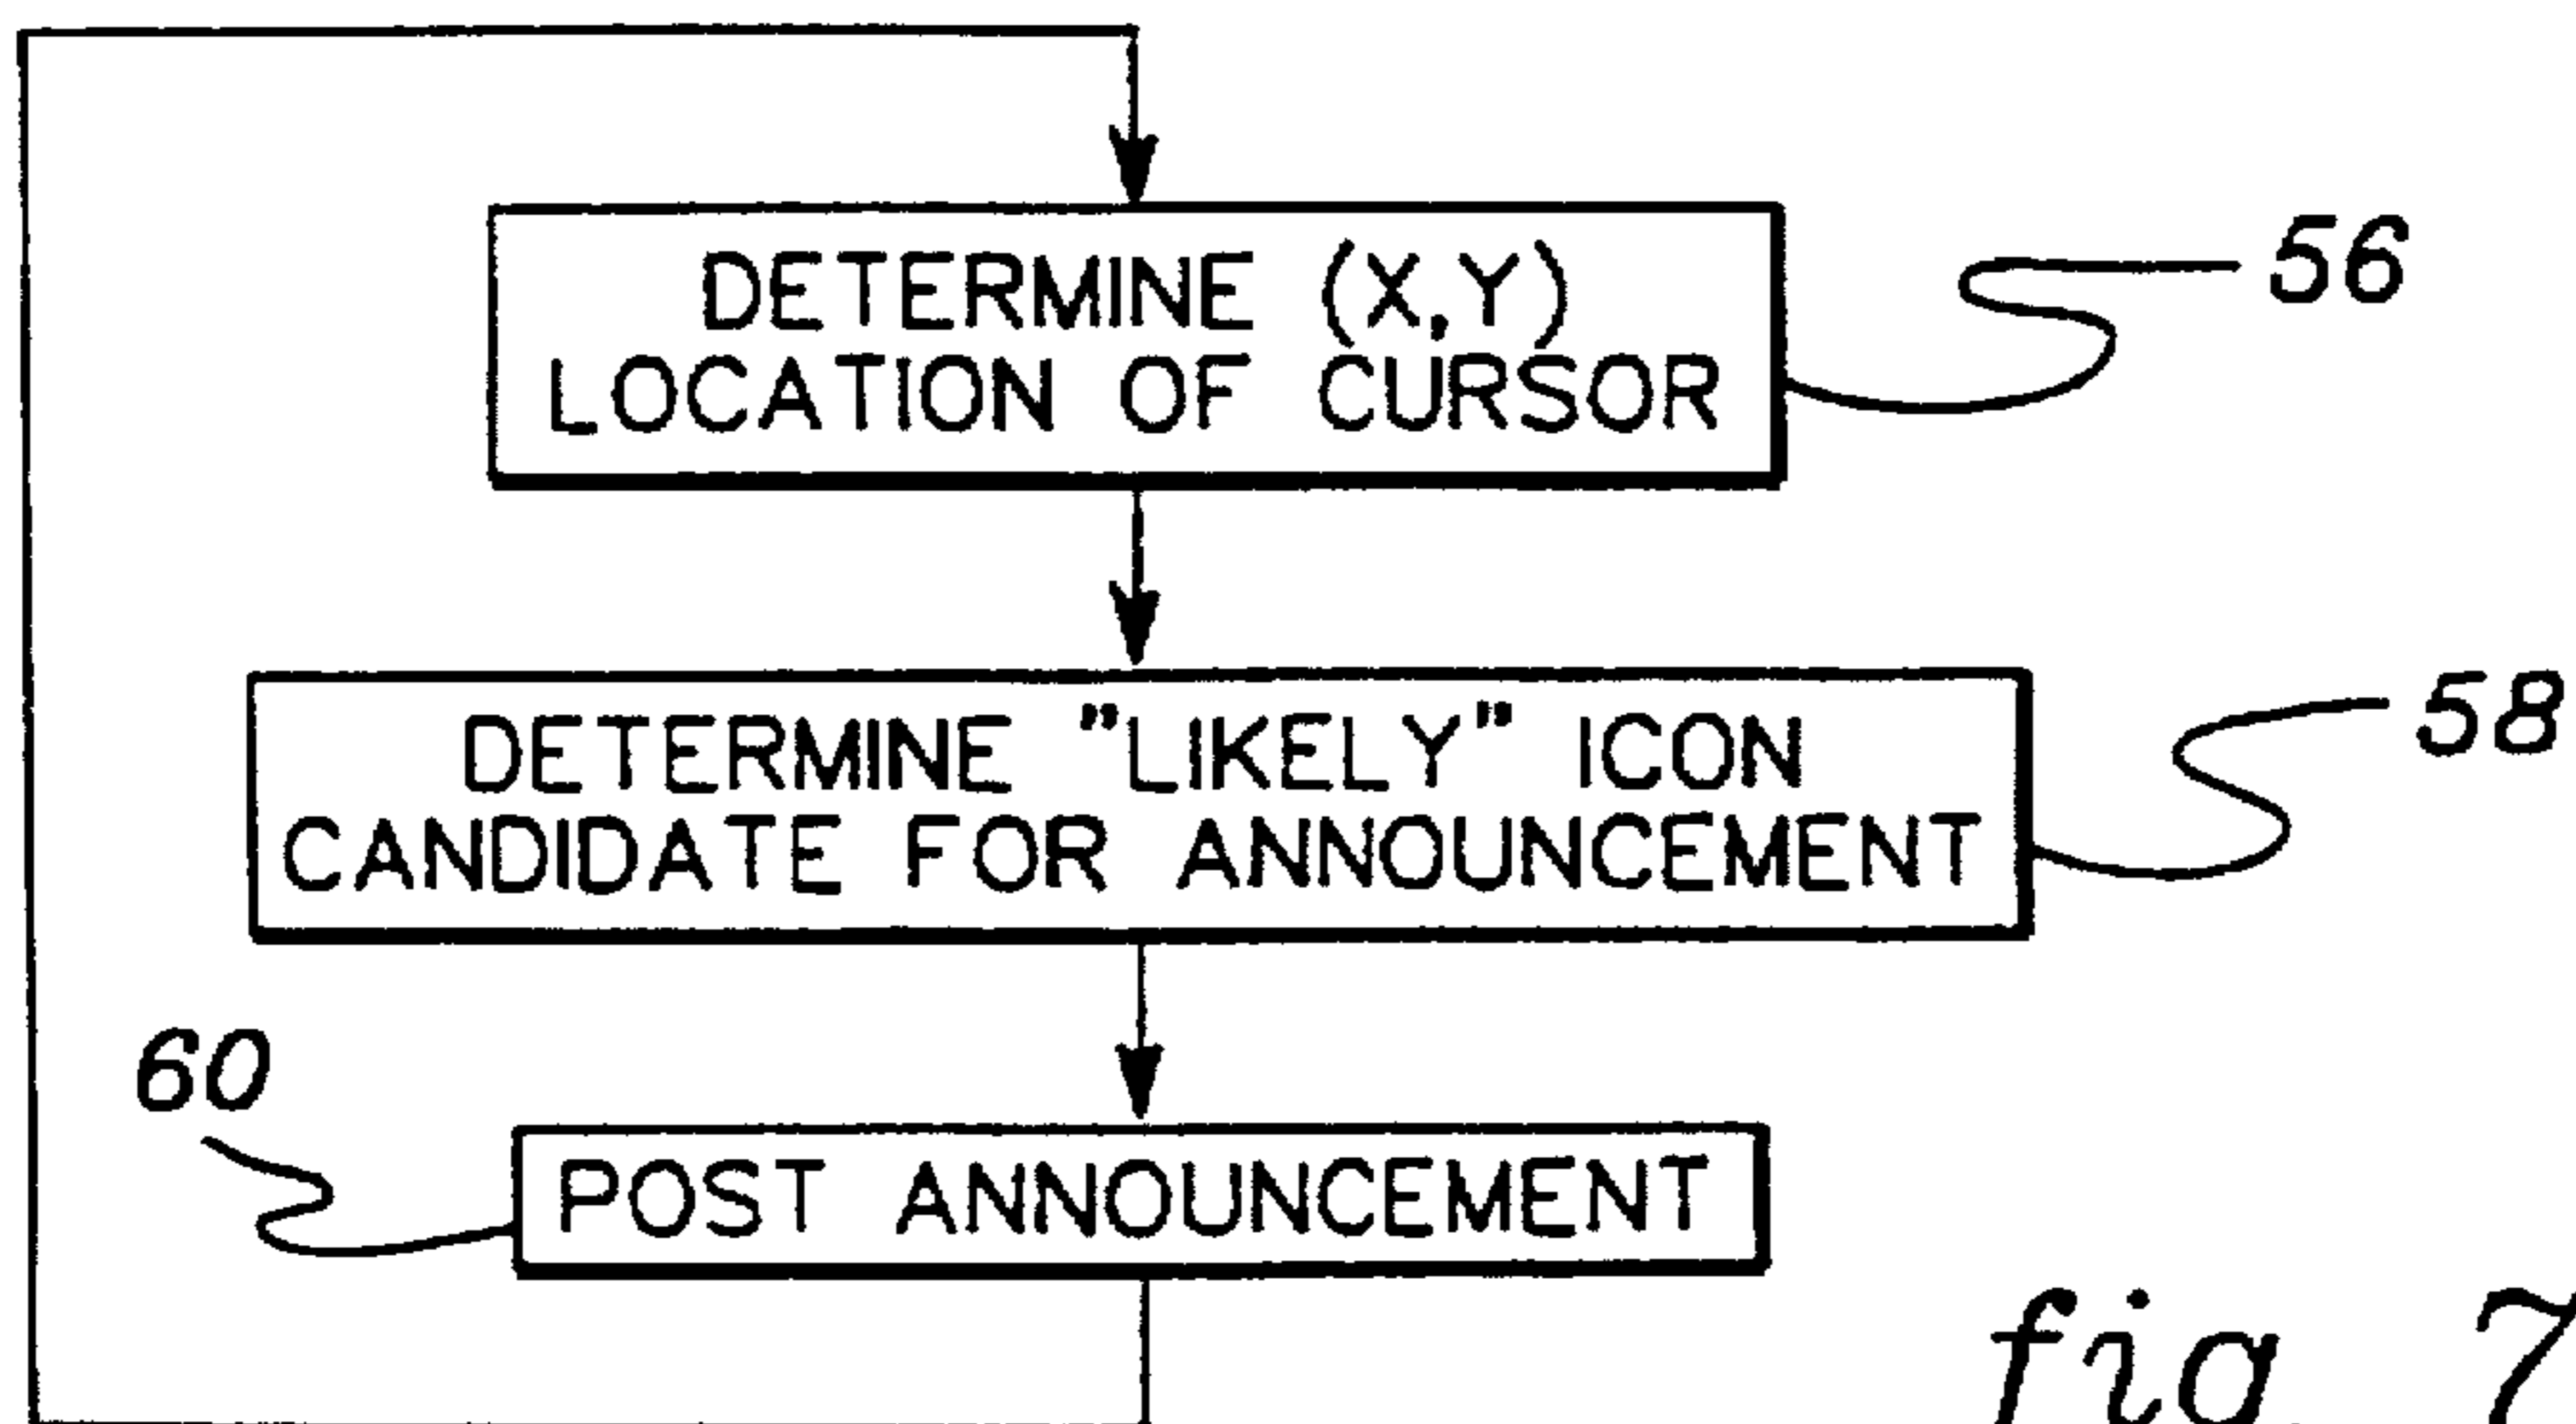 DETERMINE (X,Y)
LOCATION OF CURSOR
56
DETERMINE "LIKELY" ICON
CANDIDATE FOR ANNOUNCEMENT
58
60
POST ANNOUNCEMENT
fig. 7